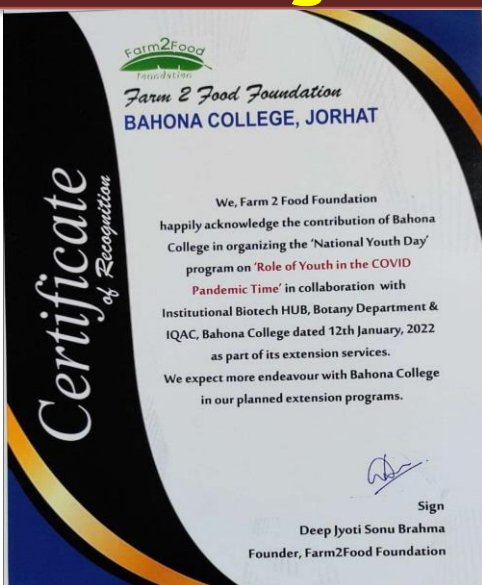 Farm2Food
foundation
Farm 2 Food Foundation
BAHONA COLLEGE, JORHAT
Certificate
of Recognition
We, Farm 2 Food Foundation
happily acknowledge the contribution of Bahona
College in organizing the ‘National Youth Day’
program on ‘Role of Youth in the COVID
Pandemic Time’ in collaboration with
Institutional Biotech HUB, Botany Department &
IQAC, Bahona College dated 12th January, 2022
as part of its extension services.
We expect more endeavour with Bahona College
in our planned extension programs.
Sign
Deep Jyoti Sonu Brahma
Founder, Farm2Food Foundation